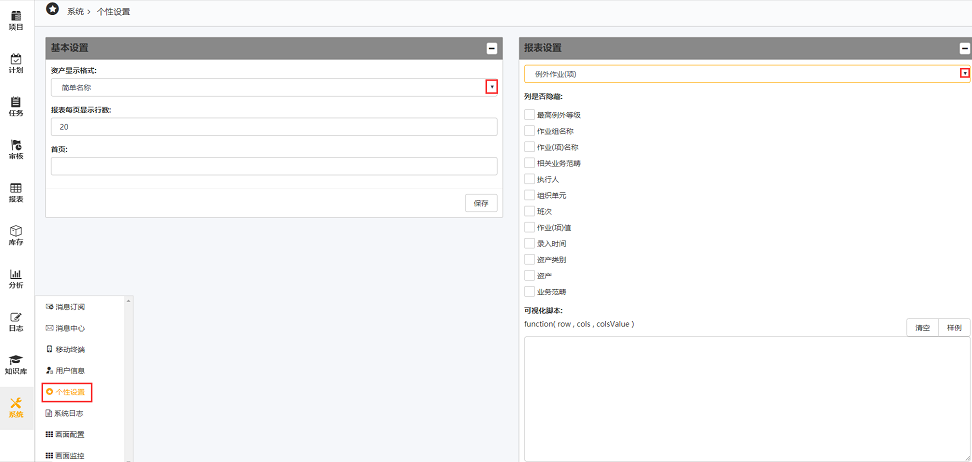 系统 › 个性设置
项目
计划
任务
审核
报表
库存
分析
日志
知识库
系统
消息订阅
消息中心
移动终端
用户信息
个性设置
系统日志
画面配置
画面监控
基本设置
资产显示格式:
简单名称
报表每页显示行数:
20
首页:
保存
报表设置
例外作业(项)
列是否隐藏:
最高例外等级
作业组名称
作业(项)名称
相关业务范畴
执行人
组织单元
班次
作业(项)值
录入时间
资产类别
资产
业务范畴
可视化脚本:
function( row , cols , colsValue )
清空
样例